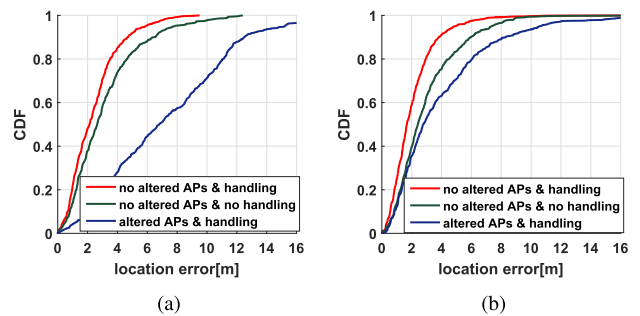 1
0.8
0.6
0.4
0.2
0
CDF
0 2 4 6 8 10 12 14 16
location error[m]
no altered APs & handling
no altered APs & no handling
altered APs & handling
(a)
1
0.8
0.6
0.4
0.2
0
CDF
0 2 4 6 8 10 12 14 16
location error[m]
no altered APs & handling
no altered APs & no handling
altered APs & handling
(b)